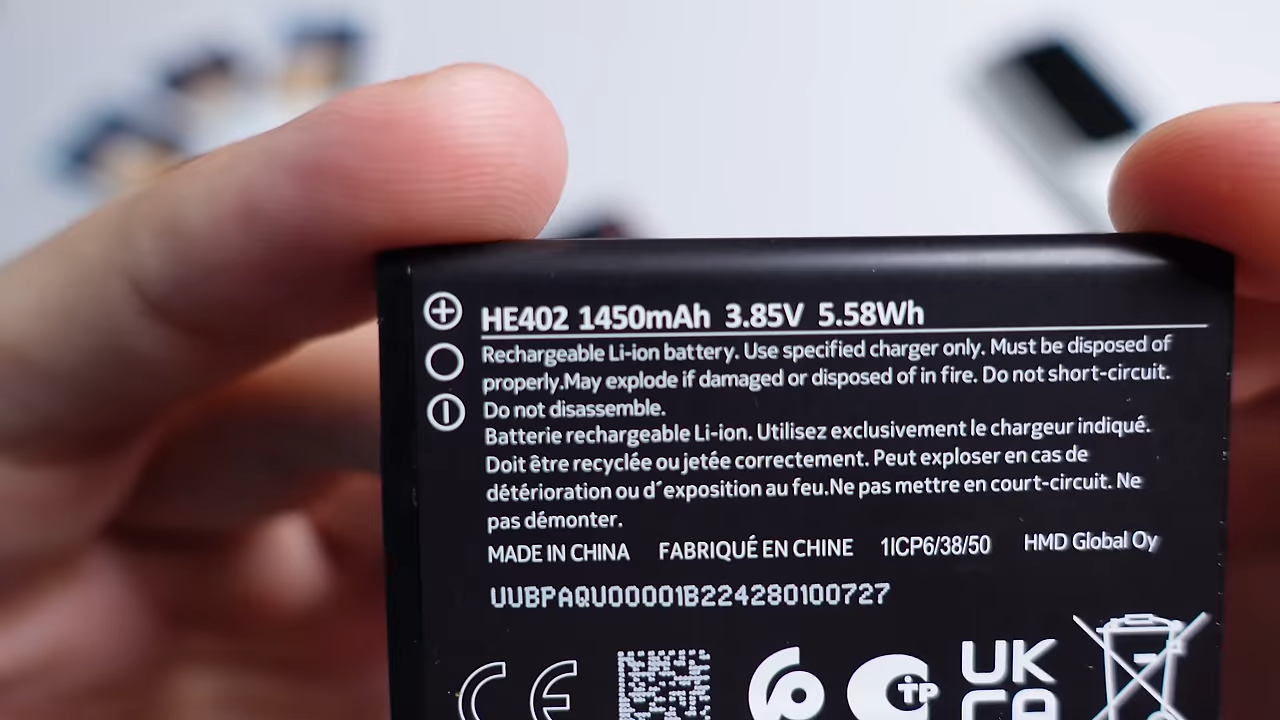 HE402 1450mAh 3.85V 5.58Wh
Rechargeable Li-ion battery. Use specified charger only. Must be disposed of
properly.May explode if damaged or disposed of in fire. Do not short-circuit.
Do not disassemble.
Batterie rechargeable Li-ion. Utilisez exclusivement le chargeur indiqué.
Doit être recyclée ou jetée correctement. Peut exploser en cas de
détérioration ou d´exposition au feu.Ne pas mettre en court-circuit. Ne
pas démonter.
MADE IN CHINA FABRIQUÉ EN CHINE 1ICP6/38/50 HMD Global Oy
UUBPAQU00001B224280100727
CE TP UK
CA